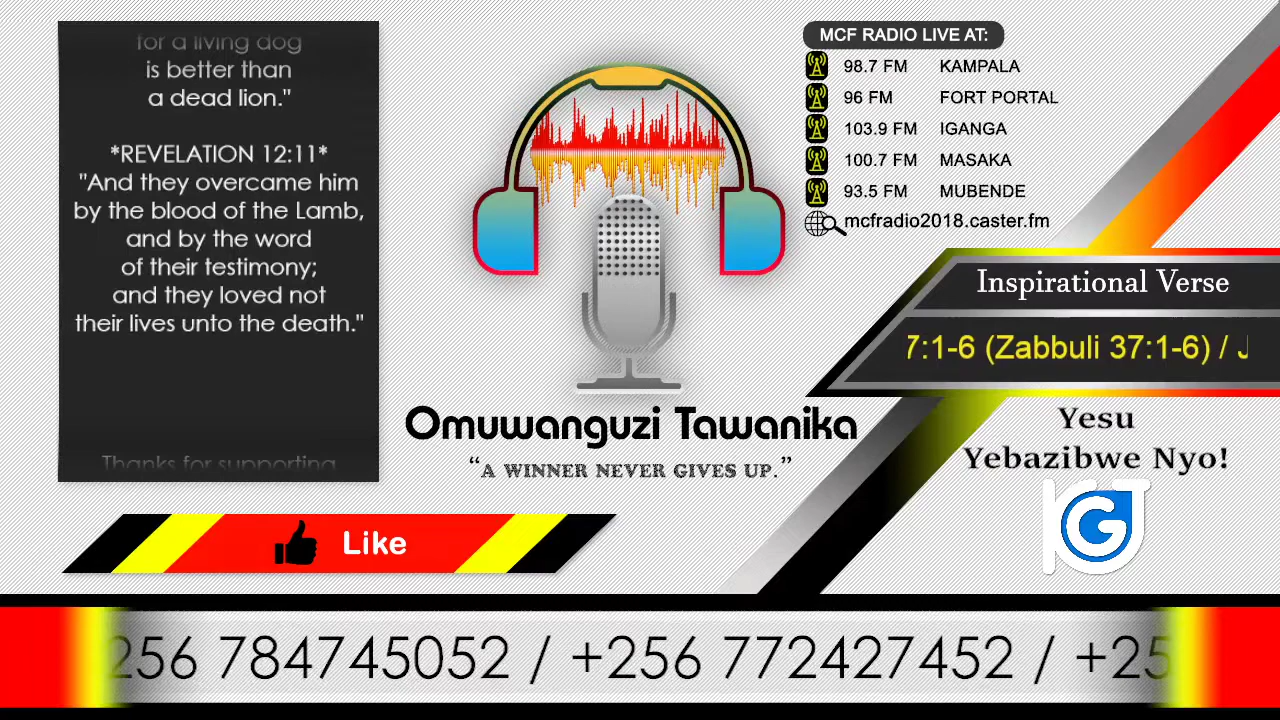 for a living dog
is better than
a dead lion."
*REVELATION 12:11*
"And they overcame him
by the blood of the Lamb,
and by the word
of their testimony;
and they loved not
their lives unto the death."
Thanks for supporting
Omuwanguzi Tawanika
“A WINNER NEVER GIVES UP.”
Like
MCF RADIO LIVE AT:
98.7 FM KAMPALA
96 FM FORT PORTAL
103.9 FM IGANGA
100.7 FM MASAKA
93.5 FM MUBENDE
mcfradio2018.caster.fm
Inspirational Verse
7:1-6 (Zabbuli 37:1-6) / J
Yesu
Yebazibwe Nyo!
KGT
256 784745052 / +256 772427452 / +25